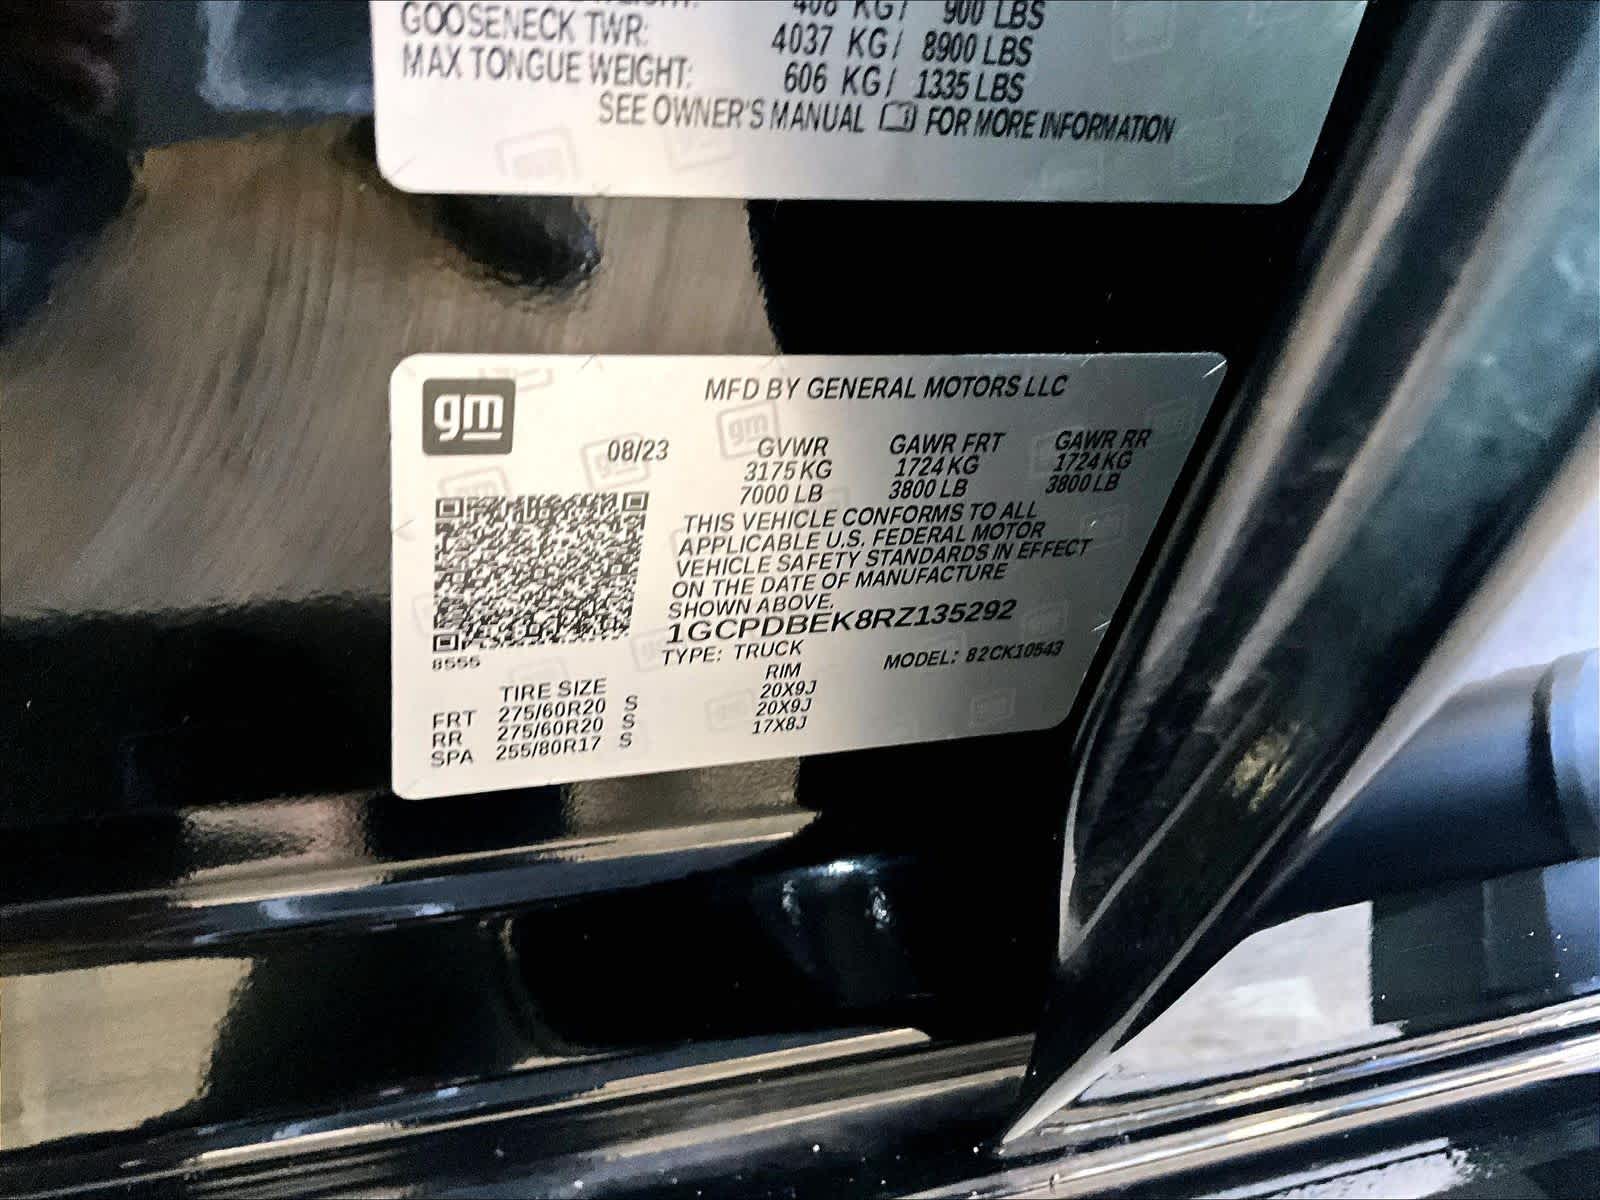 408 KG / 900 LBS
GOOSENECK TWR: 4037 KG / 8900 LBS
MAX TONGUE WEIGHT: 606 KG / 1335 LBS
SEE OWNER'S MANUAL FOR MORE INFORMATION
gm
MFD BY GENERAL MOTORS LLC
08/23 GVWR GAWR FRT GAWR RR
3175 KG 1724 KG 1724 KG
7000 LB 3800 LB 3800 LB
THIS VEHICLE CONFORMS TO ALL
APPLICABLE U.S. FEDERAL MOTOR
VEHICLE SAFETY STANDARDS IN EFFECT
ON THE DATE OF MANUFACTURE
SHOWN ABOVE.
1GCPDBEK8RZ135292
8555
TYPE: TRUCK MODEL: 82CK10543
TIRE SIZE RIM
FRT 275/60R20 S 20X9J
RR 275/60R20 S 20X9J
SPA 255/80R17 S 17X8J